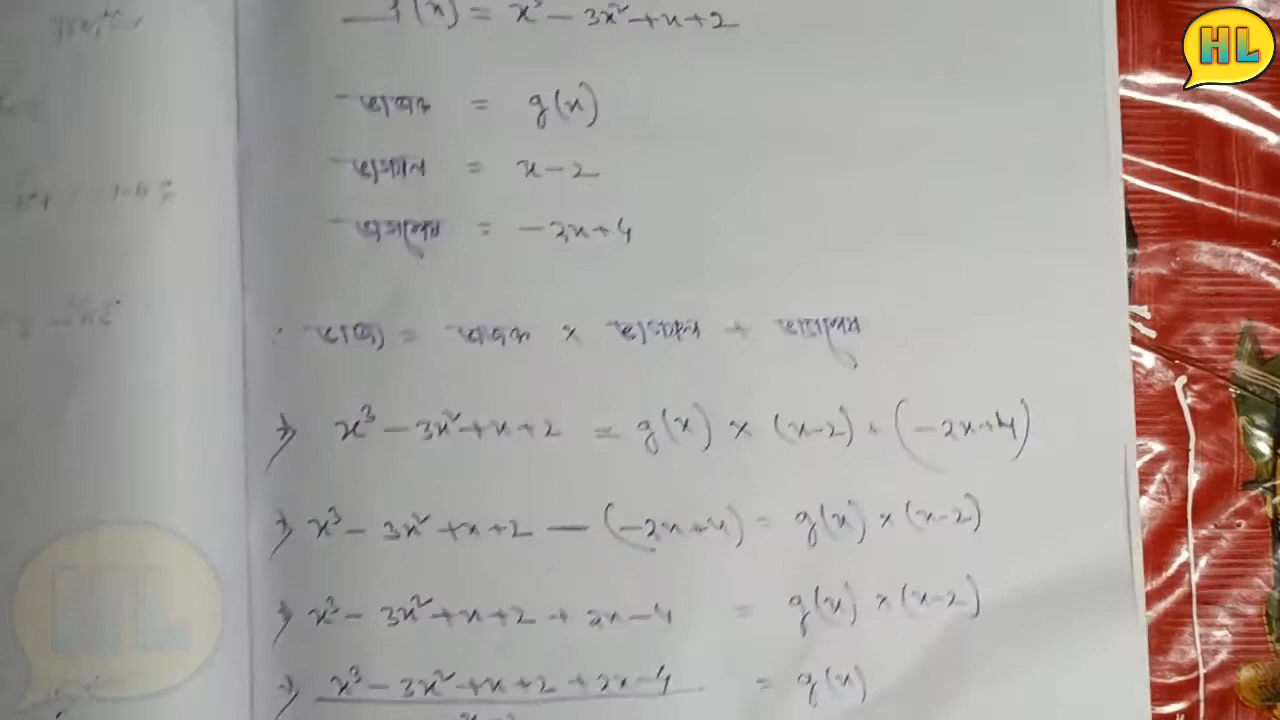 HL
f(x) = x³ - 3x² + x + 2
ভাজক = g(x)
ভাগফল = x - 2
ভাগশেষ = -2x + 4
∴ ভাজ্য = ভাজক × ভাগফল + ভাগশেষ
⇒ x³ - 3x² + x + 2 = g(x) × (x-2) + (-2x+4)
⇒ x³ - 3x² + x + 2 - (-2x+4) = g(x) × (x-2)
⇒ x³ - 3x² + x + 2 + 2x - 4 = g(x) × (x-2)
⇒ x³ - 3x² + x + 2 + 2x - 4 = g(x)
HL